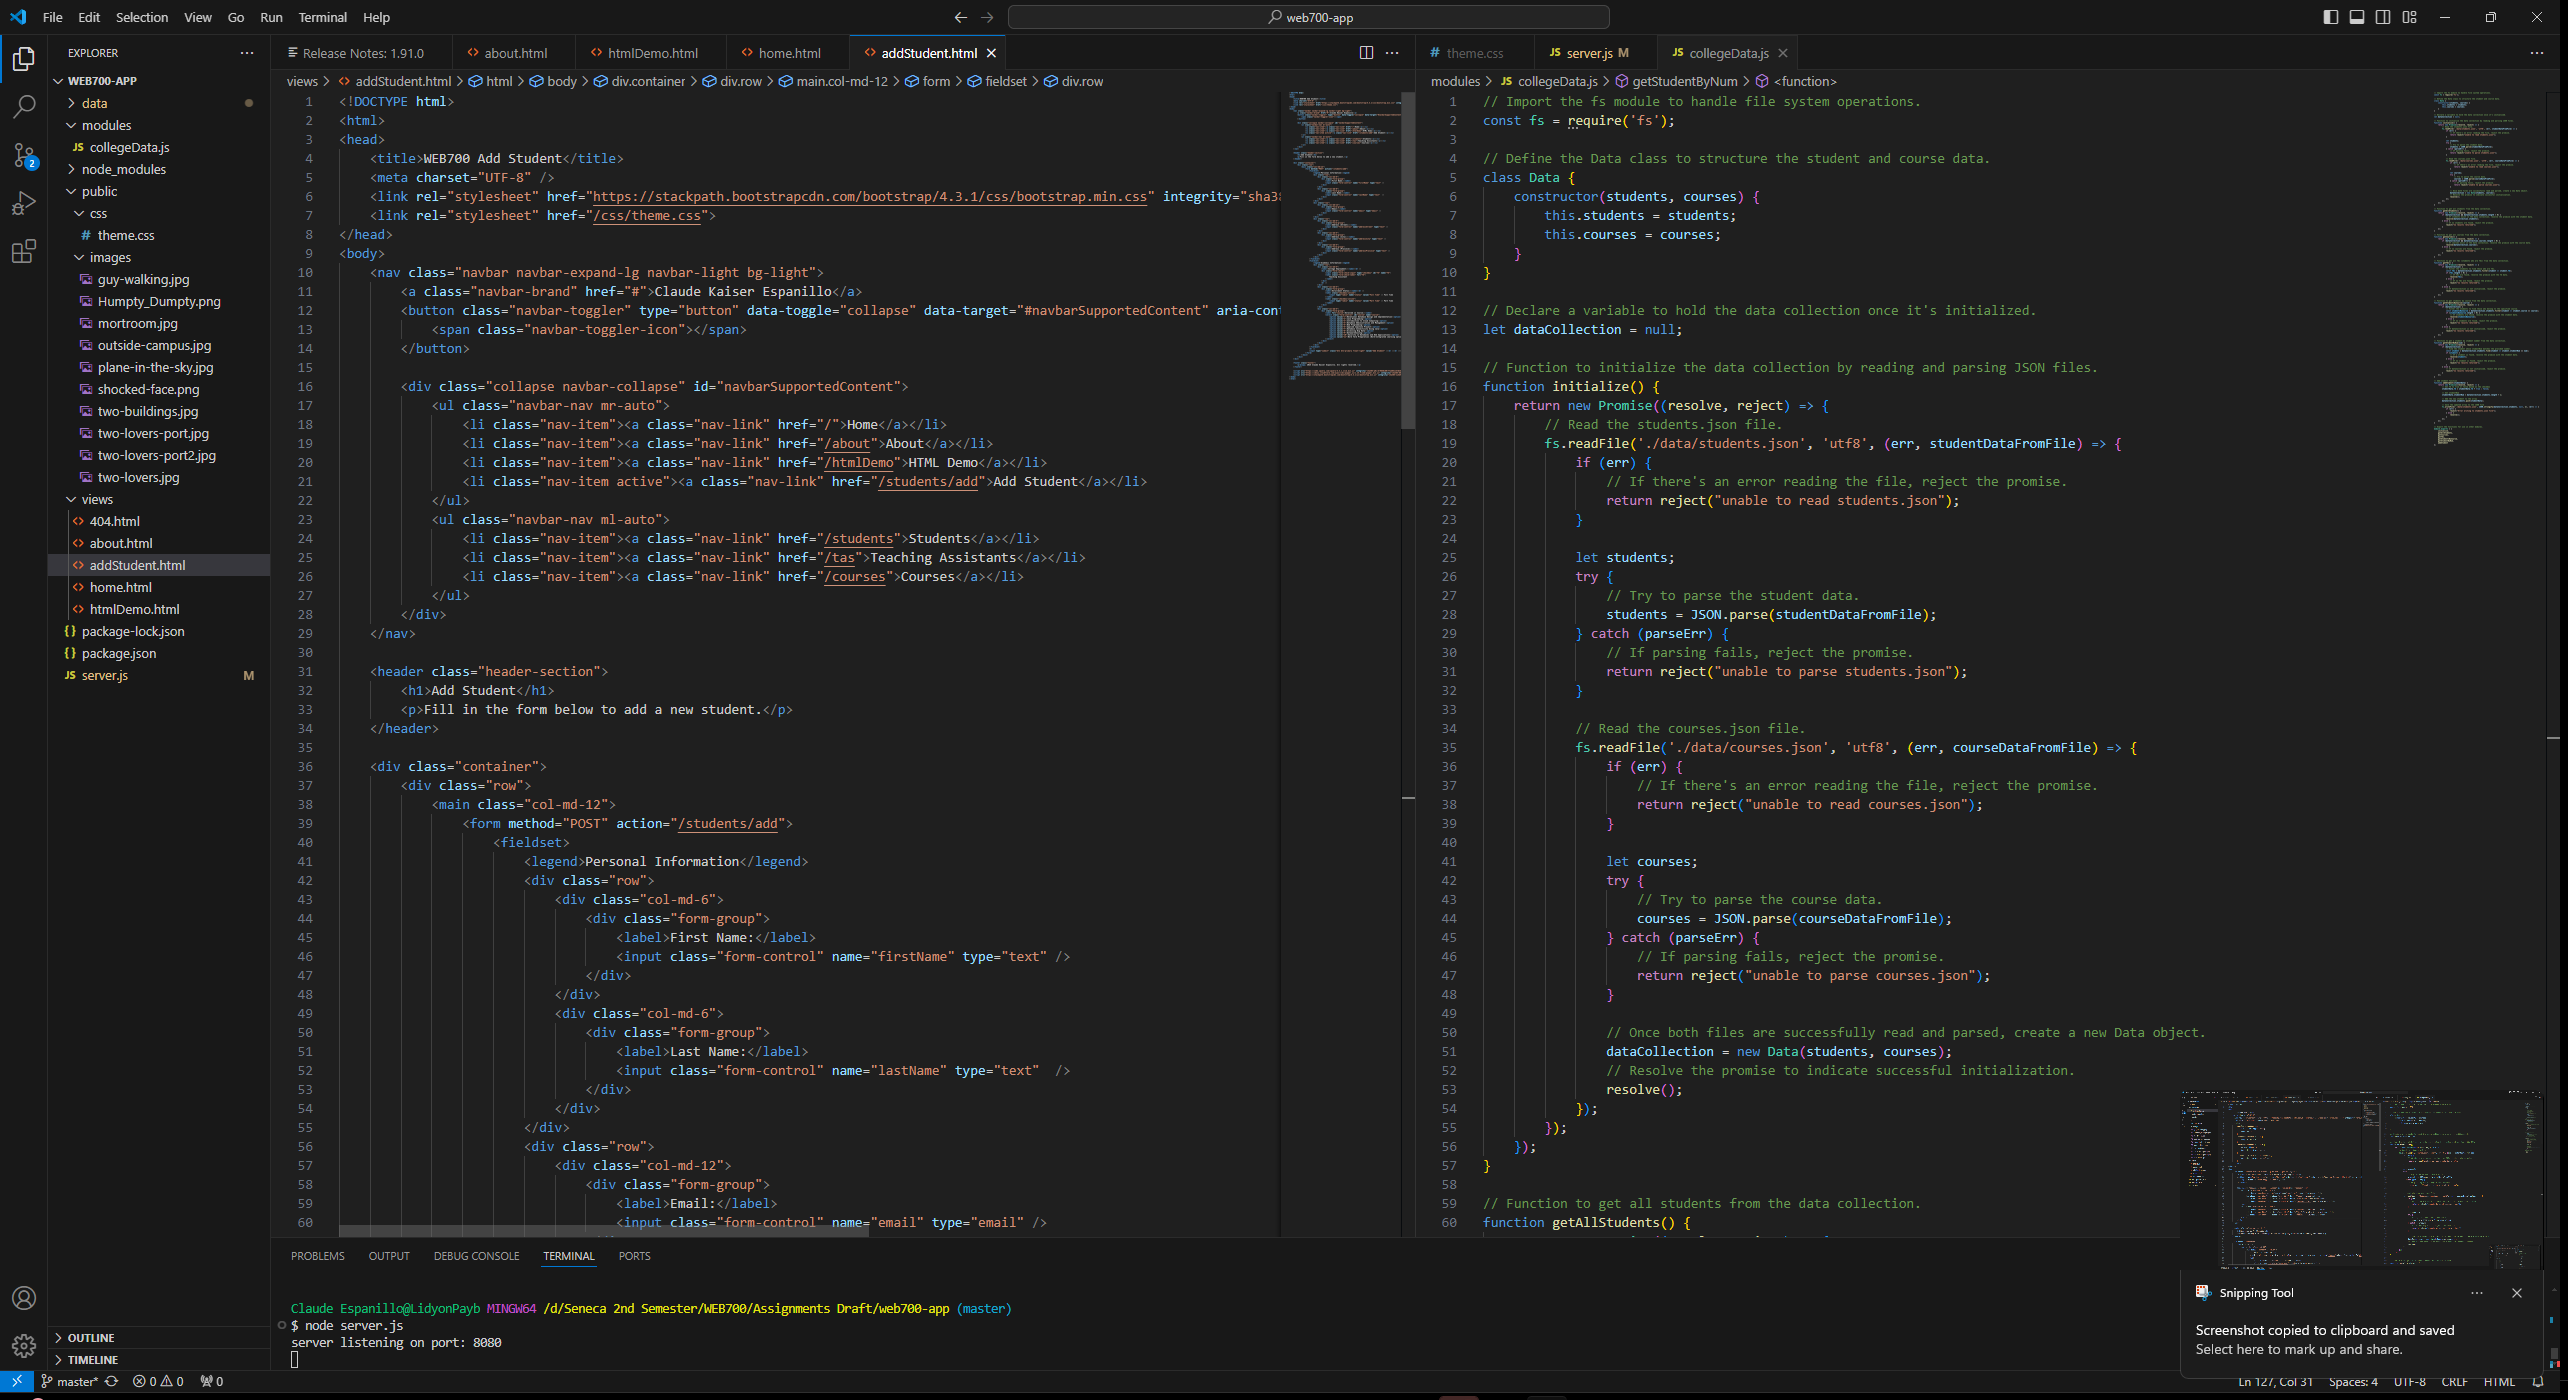 File Edit Selection View Go Run Terminal Help
web700-app
EXPLORER
WEB700-APP
data
modules
JS collegeData.js
node_modules
public
css
# theme.css
images
guy-walking.jpg
Humpty_Dumpty.png
mortroom.jpg
outside-campus.jpg
plane-in-the-sky.jpg
shocked-face.png
two-buildings.jpg
two-lovers-port.jpg
two-lovers-port2.jpg
two-lovers.jpg
views
404.html
about.html
addStudent.html
home.html
htmlDemo.html
{} package-lock.json
{} package.json
JS server.js M
OUTLINE
TIMELINE
Release Notes: 1.91.0 about.html htmlDemo.html home.html addStudent.html
views > addStudent.html > html > body > div.container > div.row > main.col-md-12 > form > fieldset > div.row
1 <!DOCTYPE html>
2 <html>
3 <head>
4 <title>WEB700 Add Student</title>
5 <meta charset="UTF-8" />
6 <link rel="stylesheet" href="https://stackpath.bootstrapcdn.com/bootstrap/4.3.1/css/bootstrap.min.css" integrity="sha38
7 <link rel="stylesheet" href="/css/theme.css">
8 </head>
9 <body>
10 <nav class="navbar navbar-expand-lg navbar-light bg-light">
11 <a class="navbar-brand" href="#">Claude Kaiser Espanillo</a>
12 <button class="navbar-toggler" type="button" data-toggle="collapse" data-target="#navbarSupportedContent" aria-cont
13 <span class="navbar-toggler-icon"></span>
14 </button>
15
16 <div class="collapse navbar-collapse" id="navbarSupportedContent">
17 <ul class="navbar-nav mr-auto">
18 <li class="nav-item"><a class="nav-link" href="/">Home</a></li>
19 <li class="nav-item"><a class="nav-link" href="/about">About</a></li>
20 <li class="nav-item"><a class="nav-link" href="/htmlDemo">HTML Demo</a></li>
21 <li class="nav-item active"><a class="nav-link" href="/students/add">Add Student</a></li>
22 </ul>
23 <ul class="navbar-nav ml-auto">
24 <li class="nav-item"><a class="nav-link" href="/students">Students</a></li>
25 <li class="nav-item"><a class="nav-link" href="/tas">Teaching Assistants</a></li>
26 <li class="nav-item"><a class="nav-link" href="/courses">Courses</a></li>
27 </ul>
28 </div>
29 </nav>
30
31 <header class="header-section">
32 <h1>Add Student</h1>
33 <p>Fill in the form below to add a new student.</p>
34 </header>
35
36 <div class="container">
37 <div class="row">
38 <main class="col-md-12">
39 <form method="POST" action="/students/add">
40 <fieldset>
41 <legend>Personal Information</legend>
42 <div class="row">
43 <div class="col-md-6">
44 <div class="form-group">
45 <label>First Name:</label>
46 <input class="form-control" name="firstName" type="text" />
47 </div>
48 </div>
49 <div class="col-md-6">
50 <div class="form-group">
51 <label>Last Name:</label>
52 <input class="form-control" name="lastName" type="text"  />
53 </div>
54 </div>
55 </div>
56 <div class="row">
57 <div class="col-md-12">
58 <div class="form-group">
59 <label>Email:</label>
60 <input class="form-control" name="email" type="email" />
# theme.css JS server.js M JS collegeData.js
modules > JS collegeData.js > getStudentByNum > <function>
1 // Import the fs module to handle file system operations.
2 const fs = require('fs');
3
4 // Define the Data class to structure the student and course data.
5 class Data {
6 constructor(students, courses) {
7 this.students = students;
8 this.courses = courses;
9 }
10 }
11
12 // Declare a variable to hold the data collection once it's initialized.
13 let dataCollection = null;
14
15 // Function to initialize the data collection by reading and parsing JSON files.
16 function initialize() {
17 return new Promise((resolve, reject) => {
18 // Read the students.json file.
19 fs.readFile('./data/students.json', 'utf8', (err, studentDataFromFile) => {
20 if (err) {
21 // If there's an error reading the file, reject the promise.
22 return reject("unable to read students.json");
23 }
24
25 let students;
26 try {
27 // Try to parse the student data.
28 students = JSON.parse(studentDataFromFile);
29 } catch (parseErr) {
30 // If parsing fails, reject the promise.
31 return reject("unable to parse students.json");
32 }
33
34 // Read the courses.json file.
35 fs.readFile('./data/courses.json', 'utf8', (err, courseDataFromFile) => {
36 if (err) {
37 // If there's an error reading the file, reject the promise.
38 return reject("unable to read courses.json");
39 }
40
41 let courses;
42 try {
43 // Try to parse the course data.
44 courses = JSON.parse(courseDataFromFile);
45 } catch (parseErr) {
46 // If parsing fails, reject the promise.
47 return reject("unable to parse courses.json");
48 }
49
50 // Once both files are successfully read and parsed, create a new Data object.
51 dataCollection = new Data(students, courses);
52 // Resolve the promise to indicate successful initialization.
53 resolve();
54 });
55 });
56 });
57 }
58
59 // Function to get all students from the data collection.
60 function getAllStudents() {
PROBLEMS OUTPUT DEBUG CONSOLE TERMINAL PORTS
Claude Espanillo@LidyonPayb MINGW64 /d/Seneca 2nd Semester/WEB700/Assignments Draft/web700-app (master)
$ node server.js
server listening on port: 8080
Snipping Tool
Screenshot copied to clipboard and saved
Select here to mark up and share.
2
master* 0 0 0
Ln 127, Col 31 Spaces: 4 UTF-8 CRLF HTML